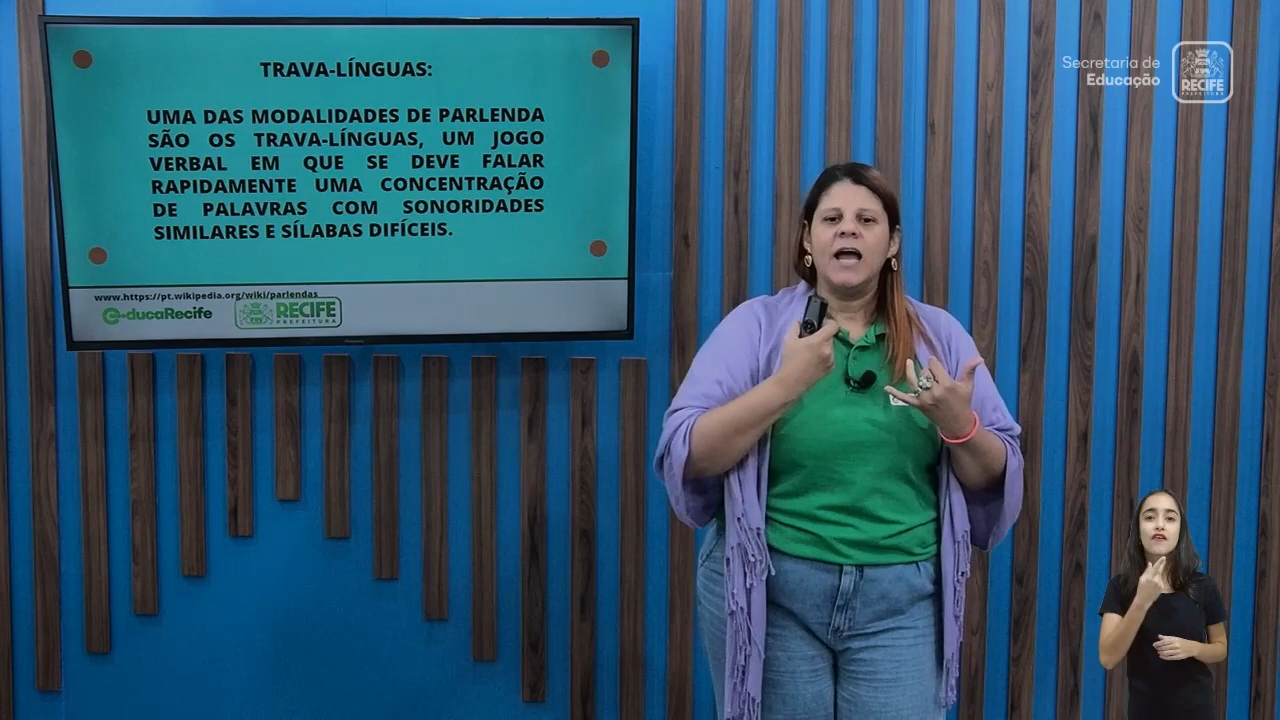 TRAVA-LÍNGUAS:
UMA DAS MODALIDADES DE PARLENDA
SÃO OS TRAVA-LÍNGUAS, UM JOGO
VERBAL EM QUE SE DEVE FALAR
RAPIDAMENTE UMA CONCENTRAÇÃO
DE PALAVRAS COM SONORIDADES
SIMILARES E SÍLABAS DIFÍCEIS.
www.https://pt.wikipedia.org/wiki/parlendas
e-ducaRecife
RECIFE
PREFEITURA
Secretaria de
Educação
RECIFE
PREFEITURA